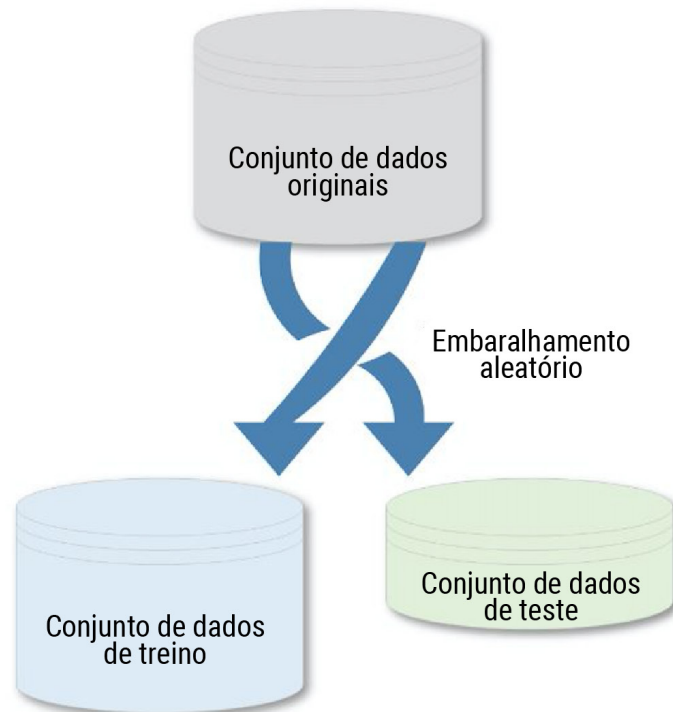 Conjunto de dados
originais
Embaralhamento
aleatório
Conjunto de dados
de treino
Conjunto de dados
de teste